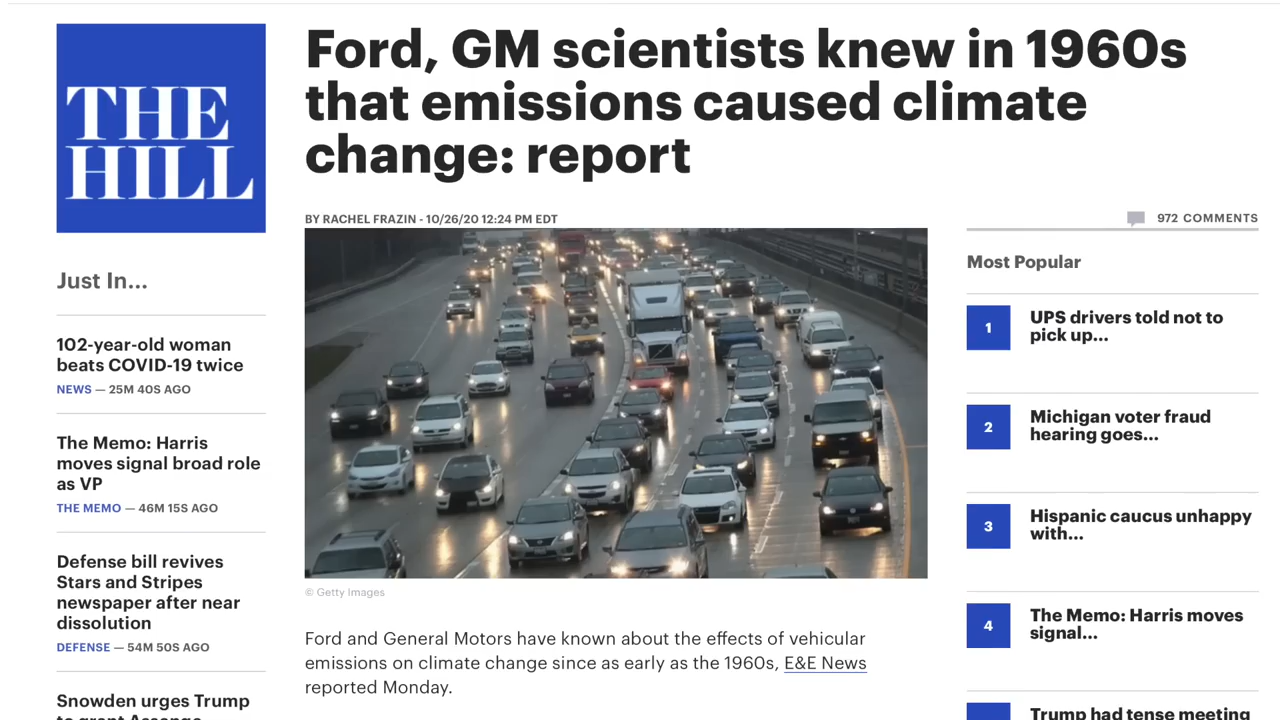 THE
HILL
Ford, GM scientists knew in 1960s
that emissions caused climate
change: report
BY RACHEL FRAZIN - 10/26/20 12:24 PM EDT
972 COMMENTS
Just In...
102-year-old woman
beats COVID-19 twice
NEWS — 25M 40S AGO
The Memo: Harris
moves signal broad role
as VP
THE MEMO — 46M 15S AGO
Defense bill revives
Stars and Stripes
newspaper after near
dissolution
DEFENSE — 54M 50S AGO
Snowden urges Trump
to grant Assange
© Getty Images
Ford and General Motors have known about the effects of vehicular
emissions on climate change since as early as the 1960s, E&E News
reported Monday.
Most Popular
1
UPS drivers told not to
pick up...
2
Michigan voter fraud
hearing goes...
3
Hispanic caucus unhappy
with...
4
The Memo: Harris moves
signal...
Trump had tense meeting